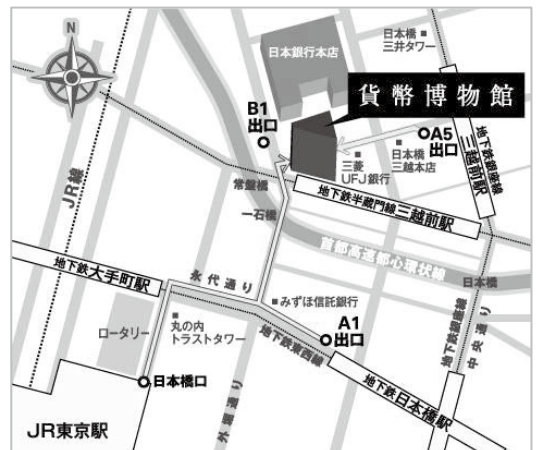 N
日本銀行本店
日本橋
三井タワー
貨幣博物館
B1
出口
A5
出口
三菱
UFJ銀行
日本橋
三越本店
地下鉄銀座線
三越前駅
地下鉄半蔵門線三越前駅
常盤橋
一石橋
JR線
首都高速都心環状線
地下鉄大手町駅
永代通り
日本橋
みずほ信託銀行
ロータリー
丸の内
トラストタワー
A1
出口
地下鉄東西線
地下鉄銀座線
中央通り
日本橋口
地下鉄日本橋駅
外堀通り
JR東京駅